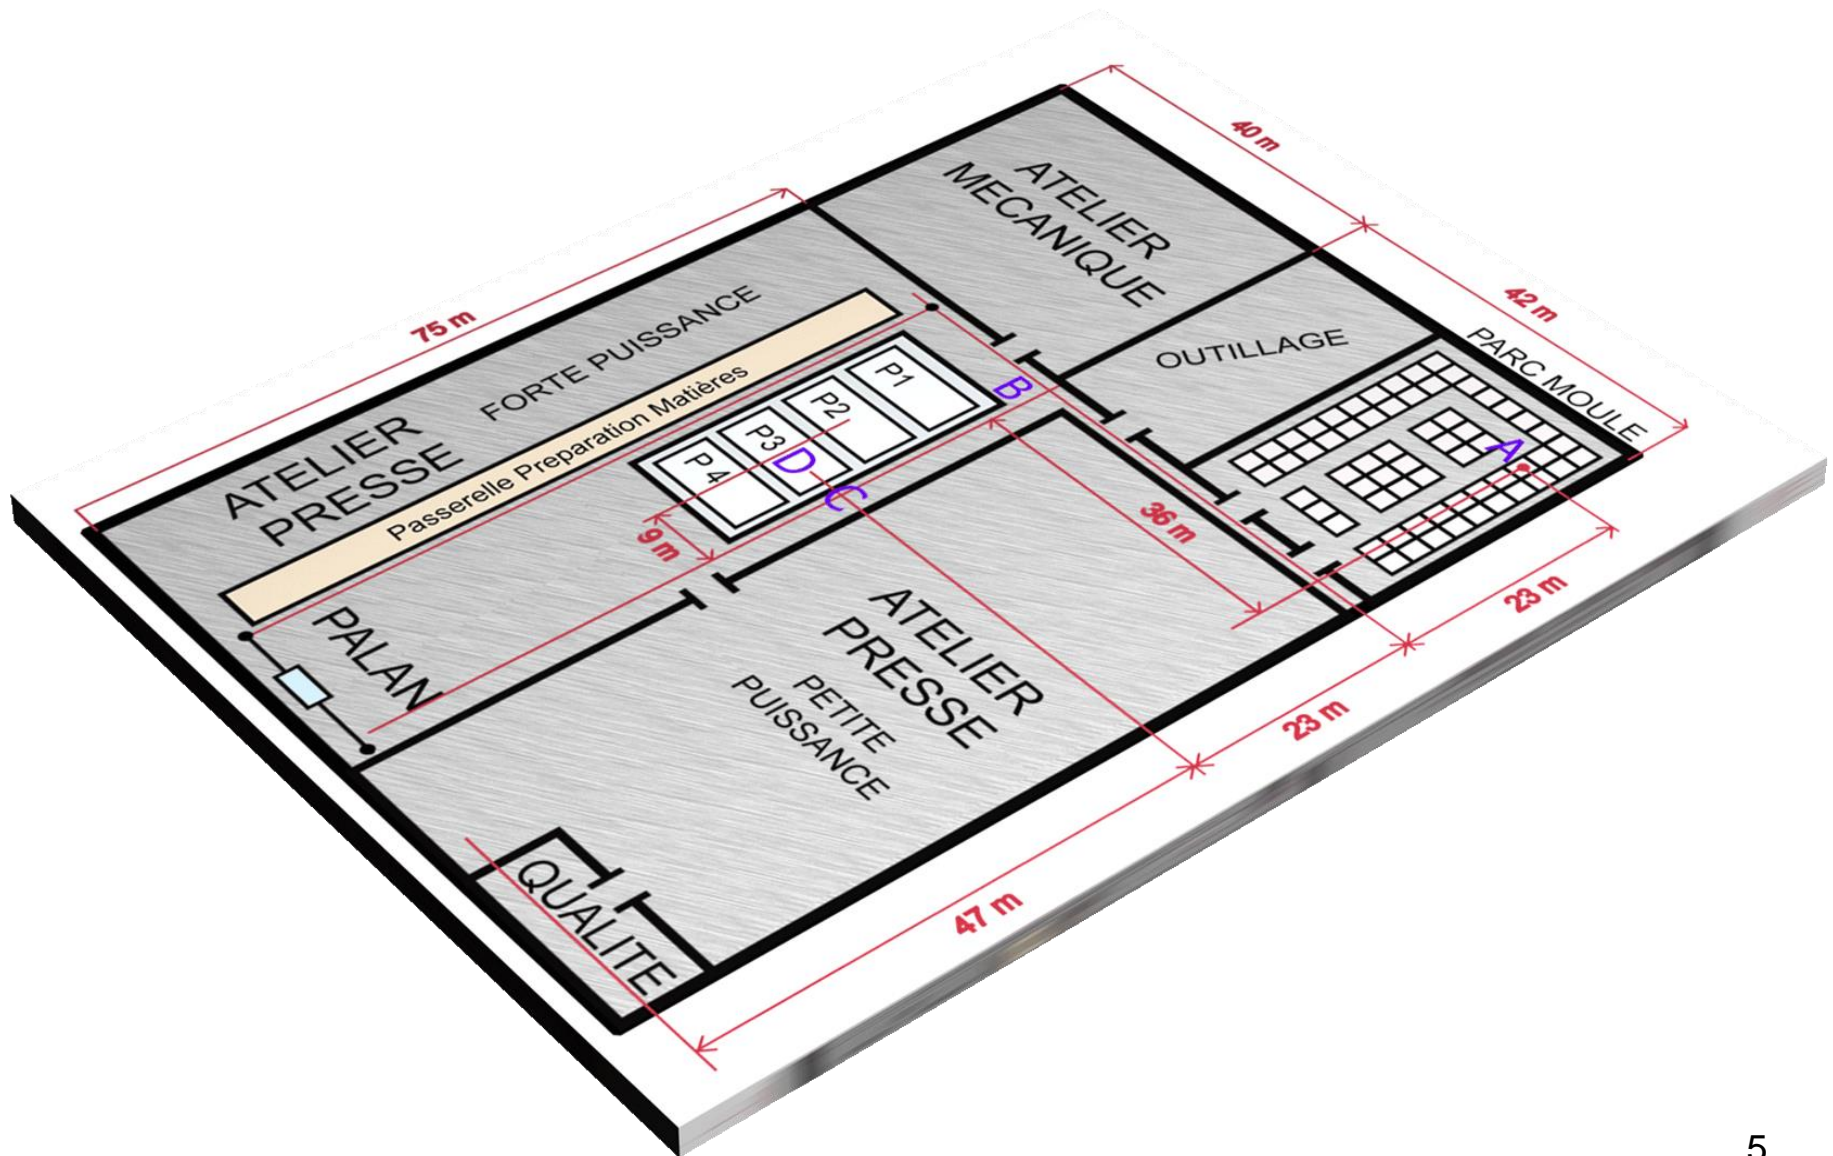 40 m
ATELIER
MECANIQUE
42 m
75 m
FORTE PUISSANCE
OUTILLAGE
PARC MOULE
ATELIER
PRESSE
Passerelle Preparation Matières
P1
P2
P3
P4
A
B
C
D
9 m
36 m
23 m
PALAN
ATELIER
PRESSE
PETITE
PUISSANCE
23 m
QUALITE
47 m
5